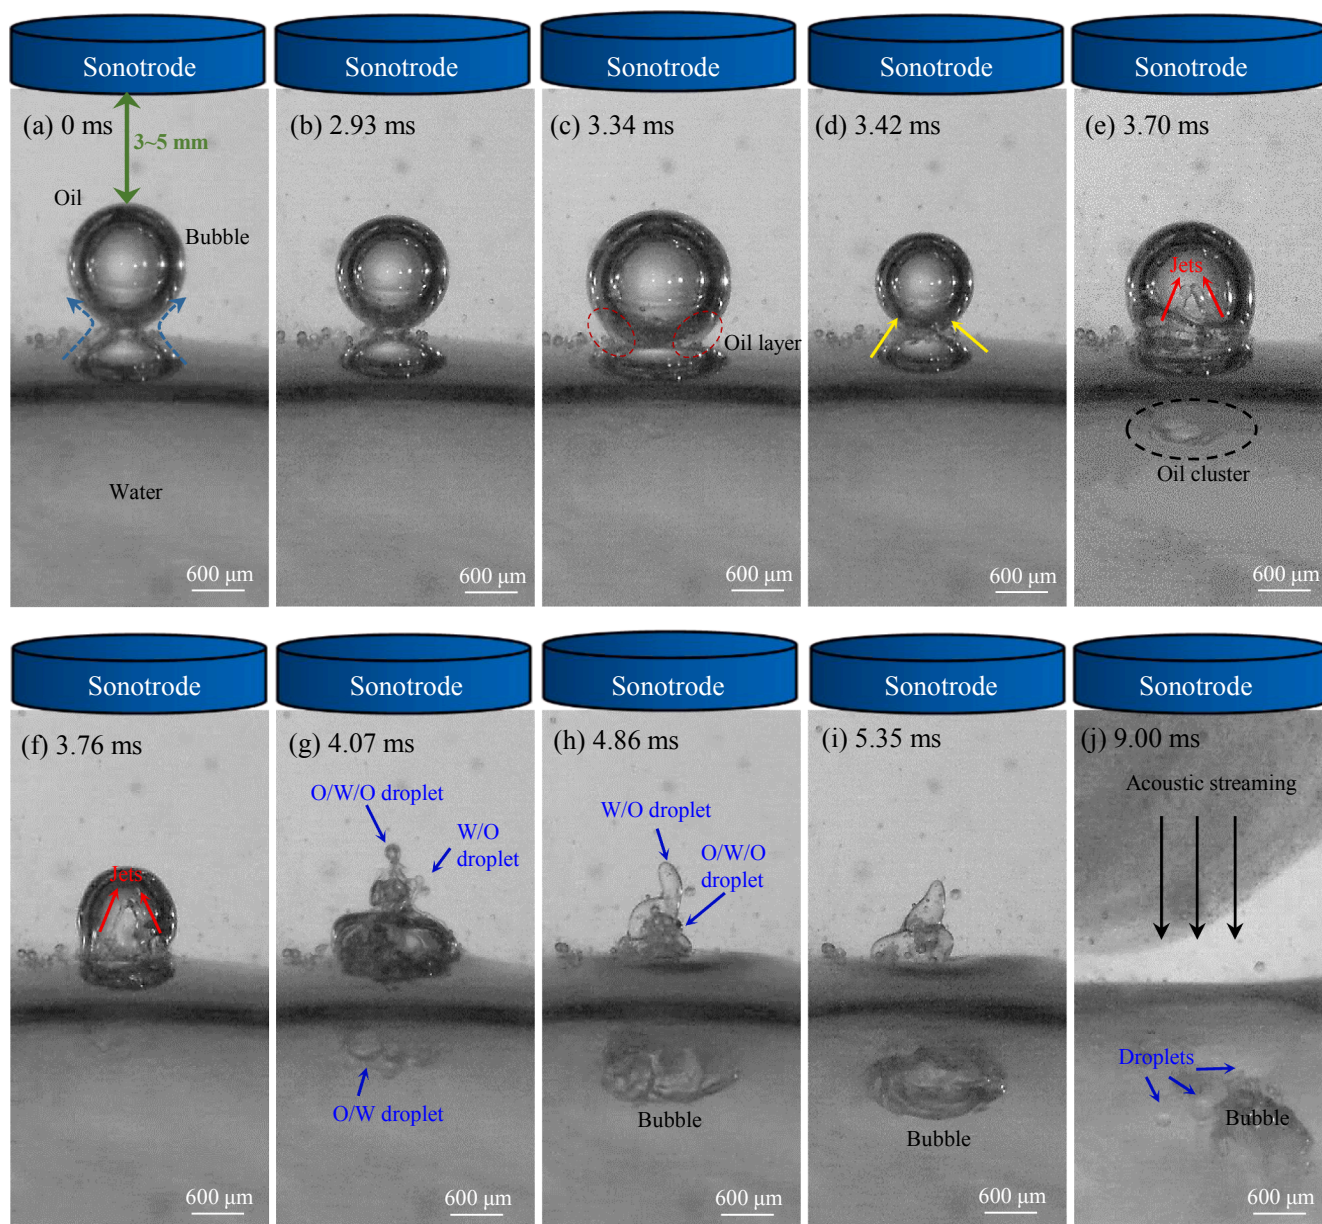 Sonotrode
Sonotrode
Sonotrode
Sonotrode
Sonotrode
(a) 0 ms
3~5 mm
Oil
Bubble
Water
600 μm
(b) 2.93 ms
600 μm
(c) 3.34 ms
Oil layer
600 μm
(d) 3.42 ms
600 μm
(e) 3.70 ms
Jets
Oil cluster
600 μm
Sonotrode
Sonotrode
Sonotrode
Sonotrode
Sonotrode
(f) 3.76 ms
Jets
600 μm
(g) 4.07 ms
O/W/O droplet
W/O
droplet
O/W droplet
600 μm
(h) 4.86 ms
W/O droplet
O/W/O
droplet
Bubble
600 μm
(i) 5.35 ms
Bubble
600 μm
(j) 9.00 ms
Acoustic streaming
Droplets
Bubble
600 μm